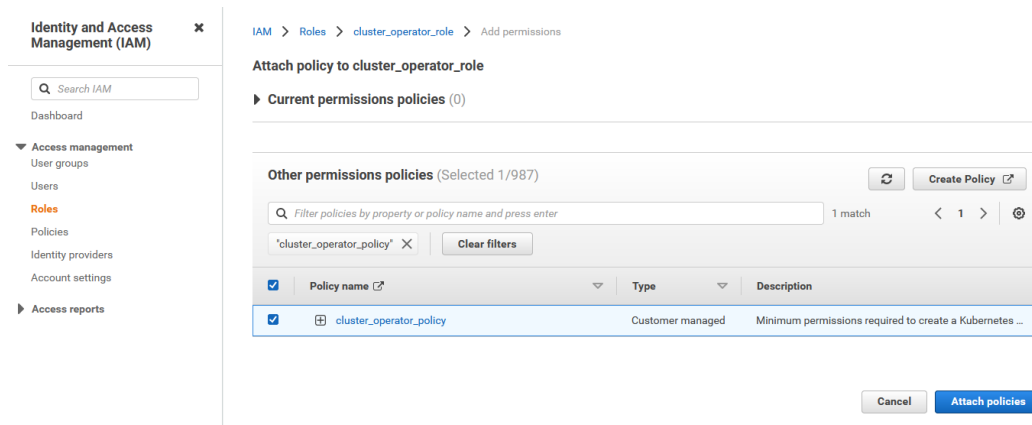 Identity and Access
Management (IAM)
Search IAM
Dashboard
Access management
User groups
Users
Roles
Policies
Identity providers
Account settings
Access reports
IAM > Roles > cluster_operator_role > Add permissions
Attach policy to cluster_operator_role
Current permissions policies (0)
Other permissions policies (Selected 1/987)
Create Policy
Filter policies by property or policy name and press enter
1 match
1
"cluster_operator_policy"
Clear filters
Policy name Type Description
cluster_operator_policy Customer managed Minimum permissions required to create a Kubernetes ...
Cancel Attach policies